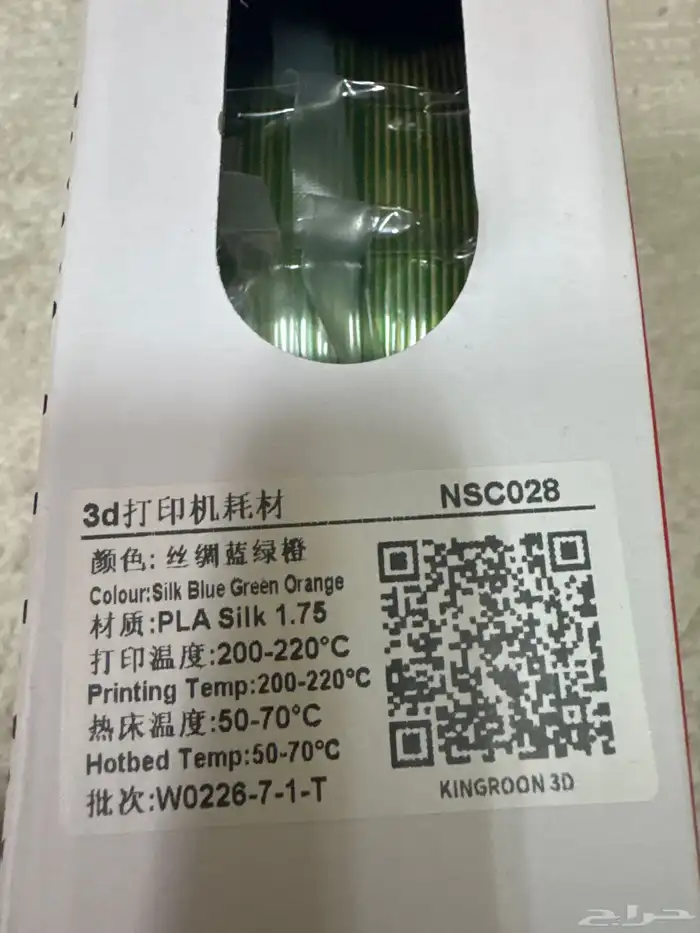 3d打印机耗材
NSC028
颜色: 丝绸蓝绿橙
Colour:Silk Blue Green Orange
材质:PLA Silk 1.75
打印温度:200-220°C
Printing Temp:200-220°C
热床温度:50-70°C
Hotbed Temp:50-70°C
批次:W0226-7-1-T
KINGROON 3D
حراج